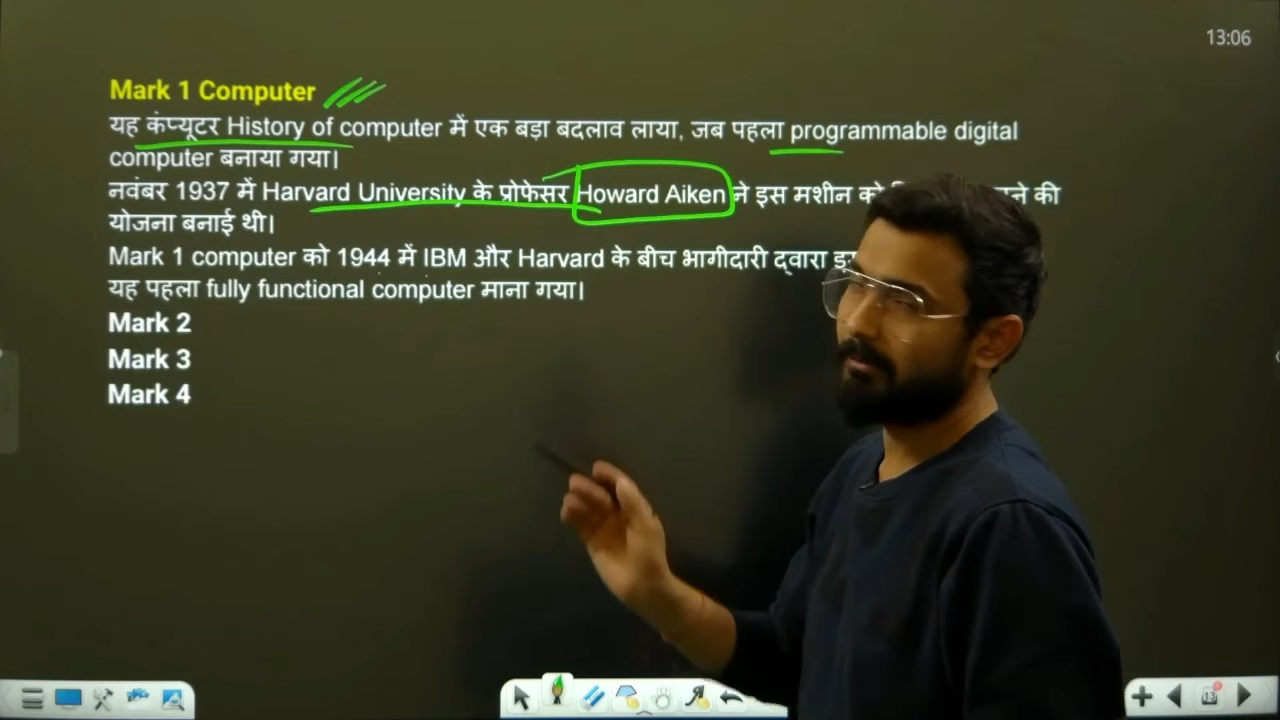 13:06
Mark 1 Computer
यह कंप्यूटर History of computer में एक बड़ा बदलाव लाया, जब पहला programmable digital
computer बनाया गया।
नवंबर 1937 में Harvard University के प्रोफेसर Howard Aiken ने इस मशीन को की
योजना बनाई थी।
Mark 1 computer को 1944 में IBM और Harvard के बीच भागीदारी द्वारा
यह पहला fully functional computer माना गया।
Mark 2
Mark 3
Mark 4
13